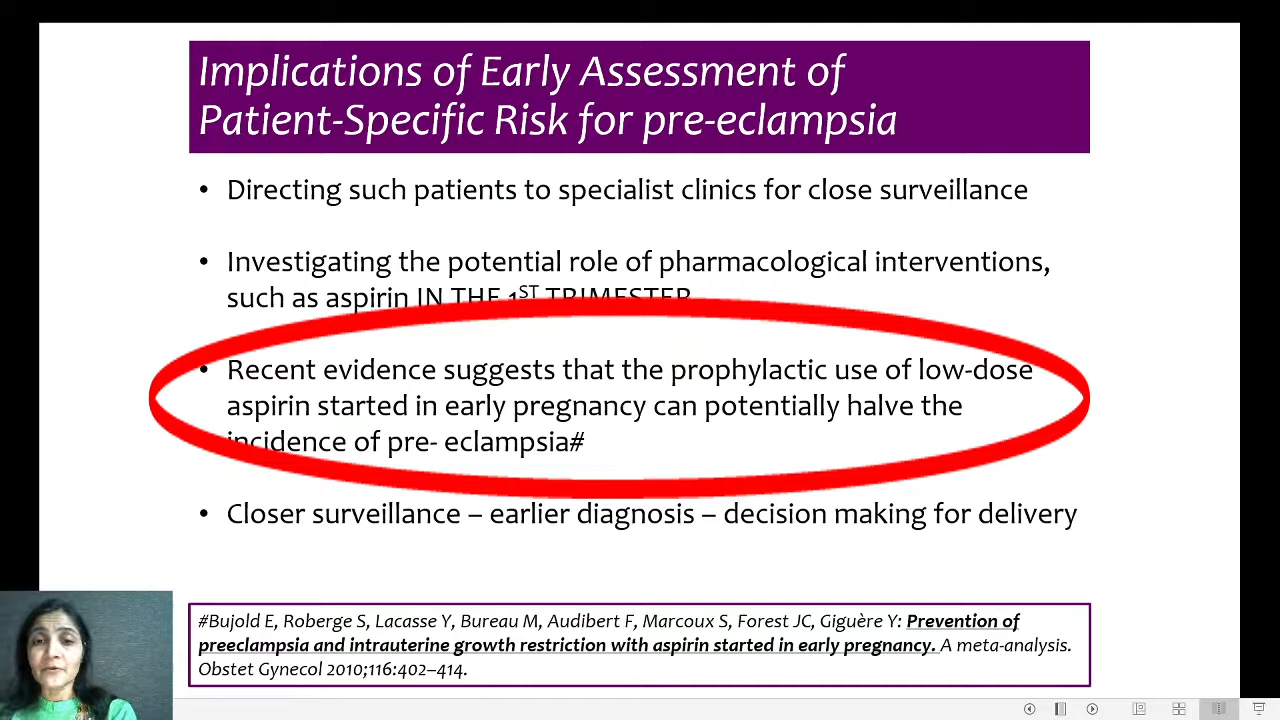 Implications of Early Assessment of
Patient-Specific Risk for pre-eclampsia
• Directing such patients to specialist clinics for close surveillance
• Investigating the potential role of pharmacological interventions,
such as aspirin IN THE 1ST TRIMESTER
• Recent evidence suggests that the prophylactic use of low-dose
aspirin started in early pregnancy can potentially halve the
incidence of pre- eclampsia#
• Closer surveillance – earlier diagnosis – decision making for delivery
#Bujold E, Roberge S, Lacasse Y, Bureau M, Audibert F, Marcoux S, Forest JC, Giguère Y: Prevention of
preeclampsia and intrauterine growth restriction with aspirin started in early pregnancy. A meta-analysis.
Obstet Gynecol 2010;116:402–414.